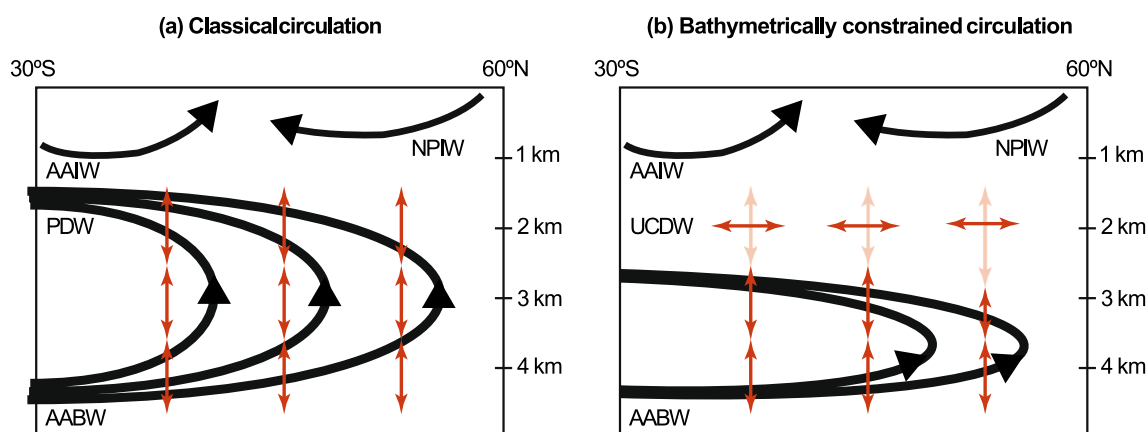 (a) Classicalcirculation
30ºS
60ºN
AAIW
NPIW
1 km
PDW
2 km
3 km
4 km
AABW
(b) Bathymetrically constrained circulation
30ºS
60ºN
AAIW
NPIW
1 km
UCDW
2 km
3 km
4 km
AABW